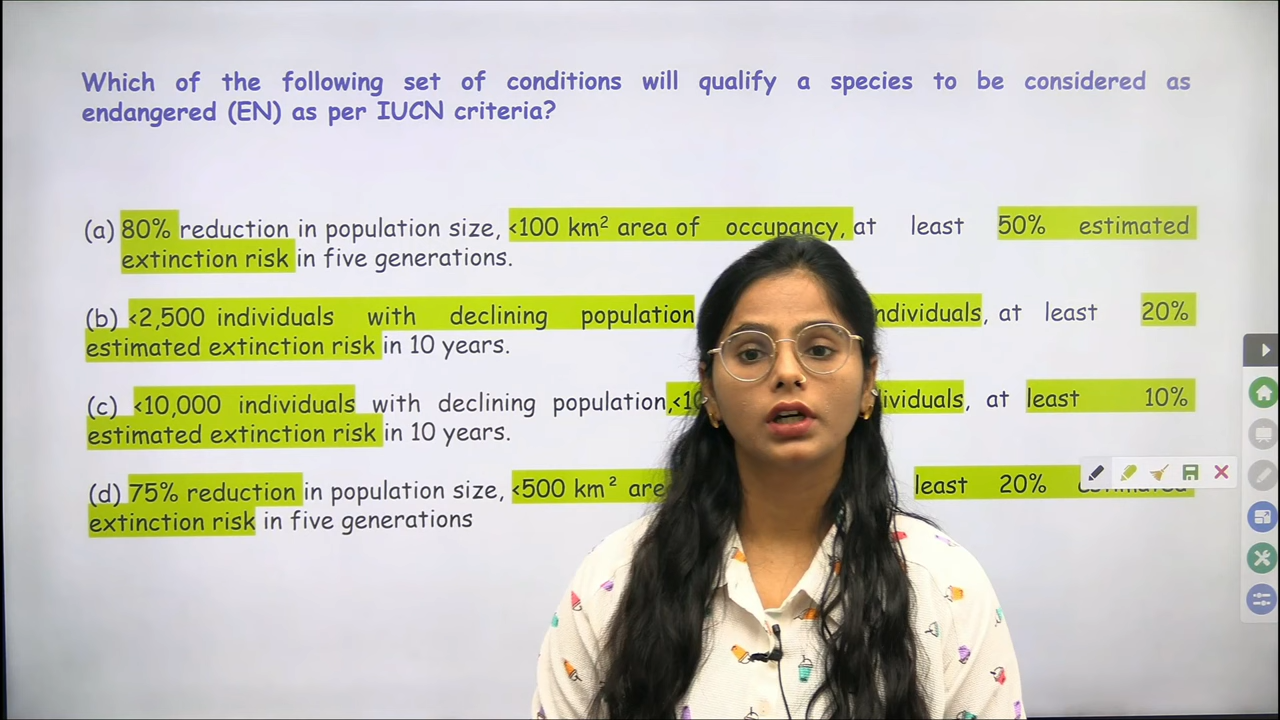 Which of the following set of conditions will qualify a species to be considered as
endangered (EN) as per IUCN criteria?
(a) 80% reduction in population size, <100 km² area of occupancy, at least 50% estimated
extinction risk in five generations.
(b) <2,500 individuals with declining population individuals, at least 20%
estimated extinction risk in 10 years.
(c) <10,000 individuals with declining population, individuals, at least 10%
estimated extinction risk in 10 years.
(d) 75% reduction in population size, <500 km² least 20% estimated
extinction risk in five generations